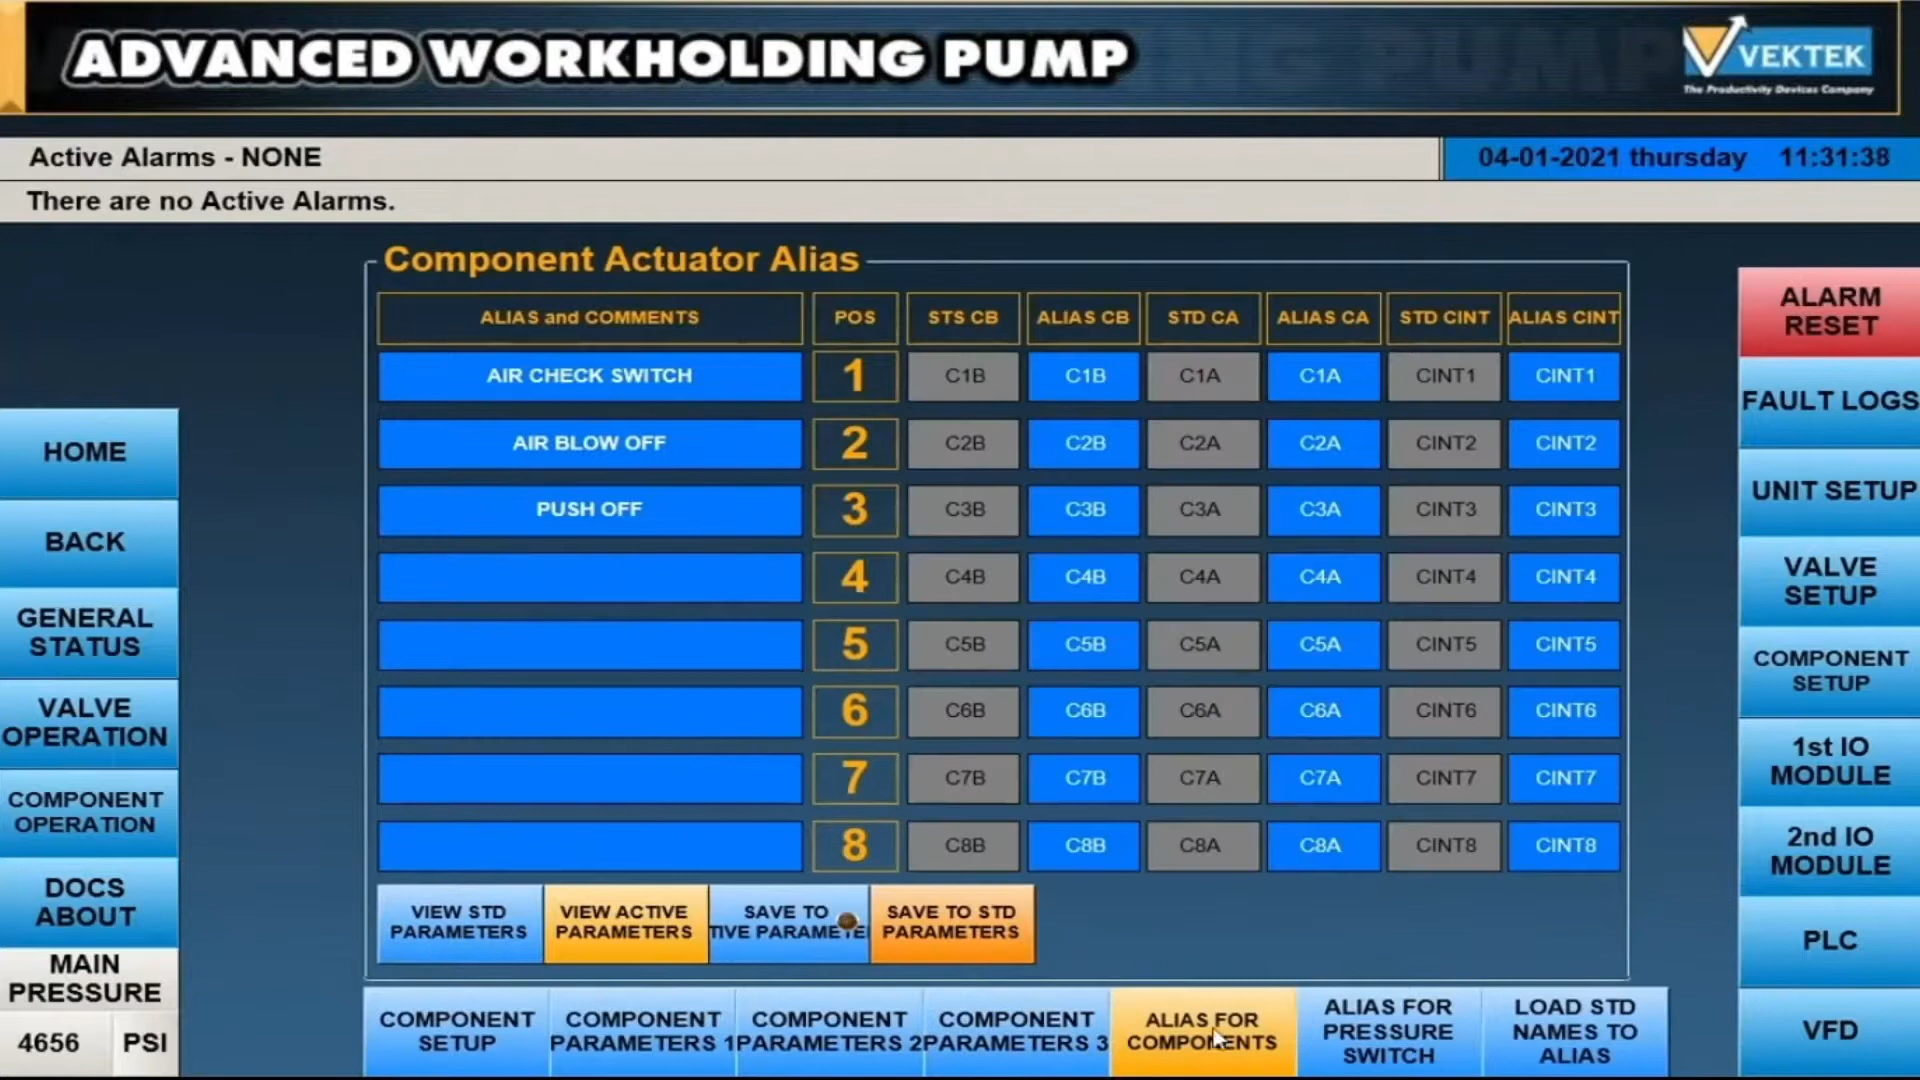 ADVANCED WORKHOLDING PUMP
VEKTEK
The Productivity Devices Company
Active Alarms - NONE
04-01-2021 thursday 11:31:38
There are no Active Alarms.
Component Actuator Alias
ALIAS and COMMENTS POS STS CB ALIAS CB STD CA ALIAS CA STD CINT ALIAS CINT
AIR CHECK SWITCH 1 C1B C1B C1A C1A CINT1 CINT1
AIR BLOW OFF 2 C2B C2B C2A C2A CINT2 CINT2
PUSH OFF 3 C3B C3B C3A C3A CINT3 CINT3
4 C4B C4B C4A C4A CINT4 CINT4
5 C5B C5B C5A C5A CINT5 CINT5
6 C6B C6B C6A C6A CINT6 CINT6
7 C7B C7B C7A C7A CINT7 CINT7
8 C8B C8B C8A C8A CINT8 CINT8
VIEW STD
PARAMETERS
VIEW ACTIVE
PARAMETERS
SAVE TO
TIVE PARAMETE
SAVE TO STD
PARAMETERS
HOME
BACK
GENERAL
STATUS
VALVE
OPERATION
COMPONENT
OPERATION
DOCS
ABOUT
MAIN
PRESSURE
4656 PSI
ALARM
RESET
FAULT LOGS
UNIT SETUP
VALVE
SETUP
COMPONENT
SETUP
1st IO
MODULE
2nd IO
MODULE
PLC
VFD
COMPONENT
SETUP
COMPONENT
PARAMETERS 1
COMPONENT
PARAMETERS 2
COMPONENT
PARAMETERS 3
ALIAS FOR
COMPONENTS
ALIAS FOR
PRESSURE
SWITCH
LOAD STD
NAMES TO
ALIAS